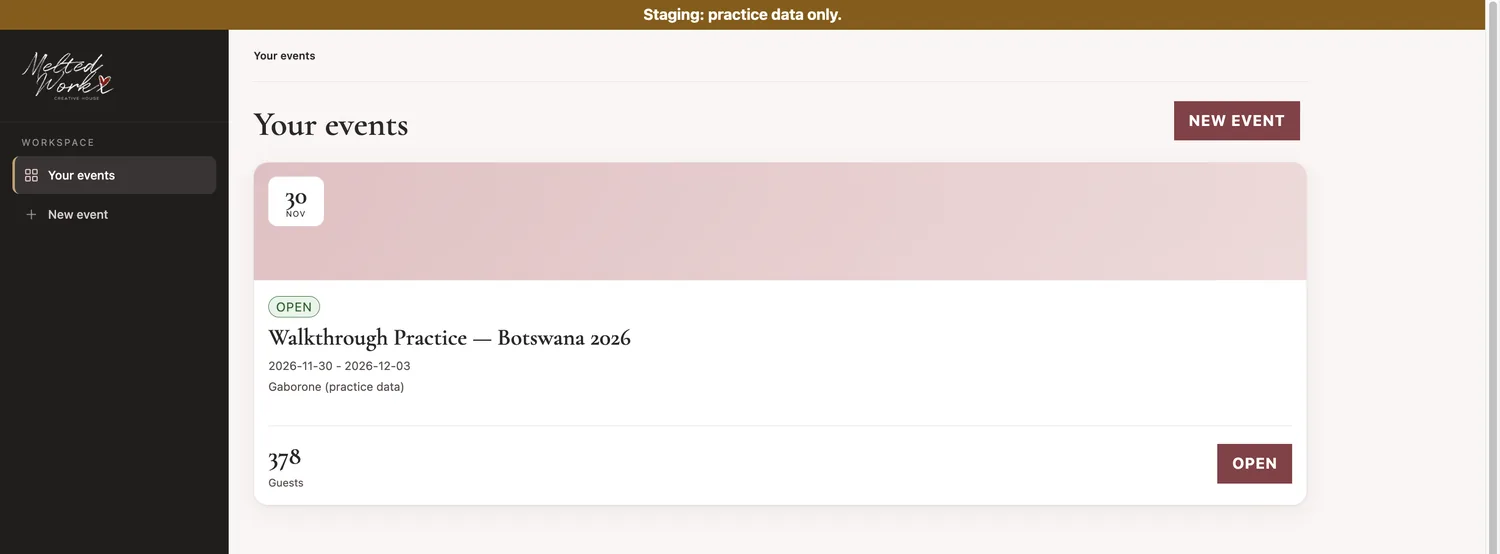 Staging: practice data only.
Melted
Workx
CREATIVE HOUSE
WORKSPACE
Your events
New event
Your events
Your events
NEW EVENT
30
NOV
OPEN
Walkthrough Practice — Botswana 2026
2026-11-30 - 2026-12-03
Gaborone (practice data)
378
Guests
OPEN